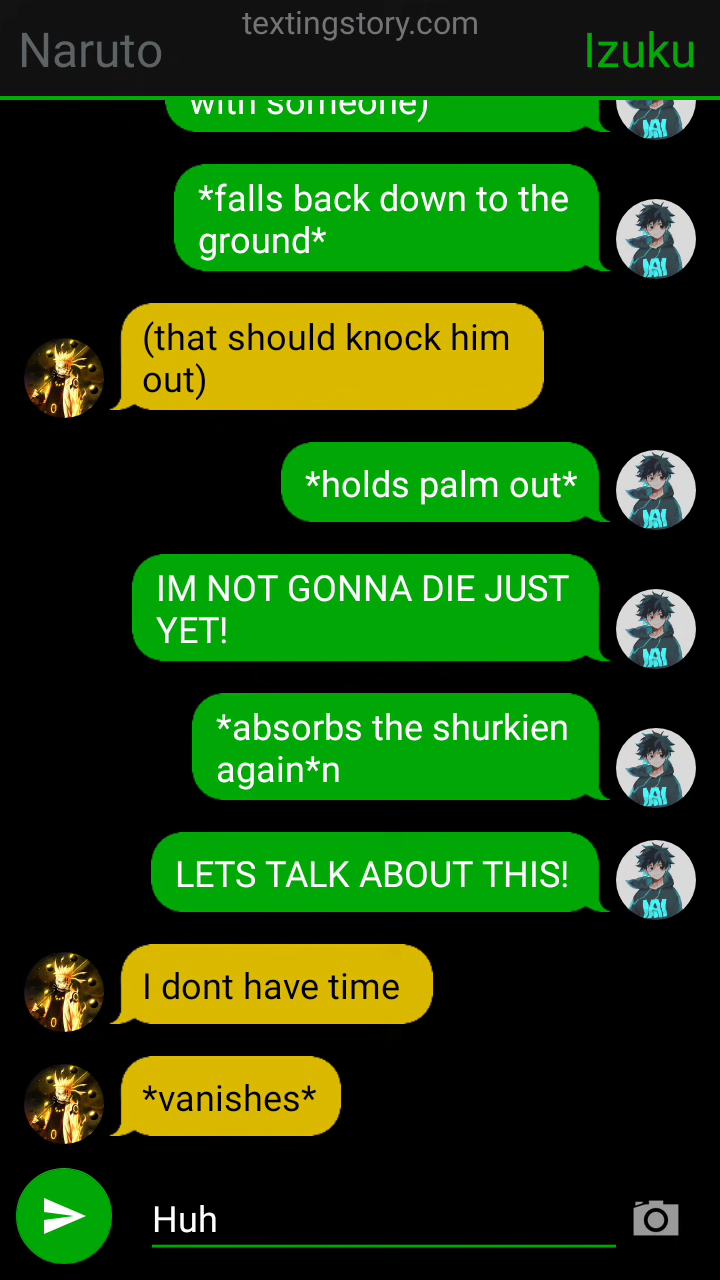 textingstory.com
Naruto
Izuku
with someone)
*falls back down to the
ground*
(that should knock him
out)
*holds palm out*
IM NOT GONNA DIE JUST
YET!
*absorbs the shurkien
again*n
LETS TALK ABOUT THIS!
I dont have time
*vanishes*
Huh